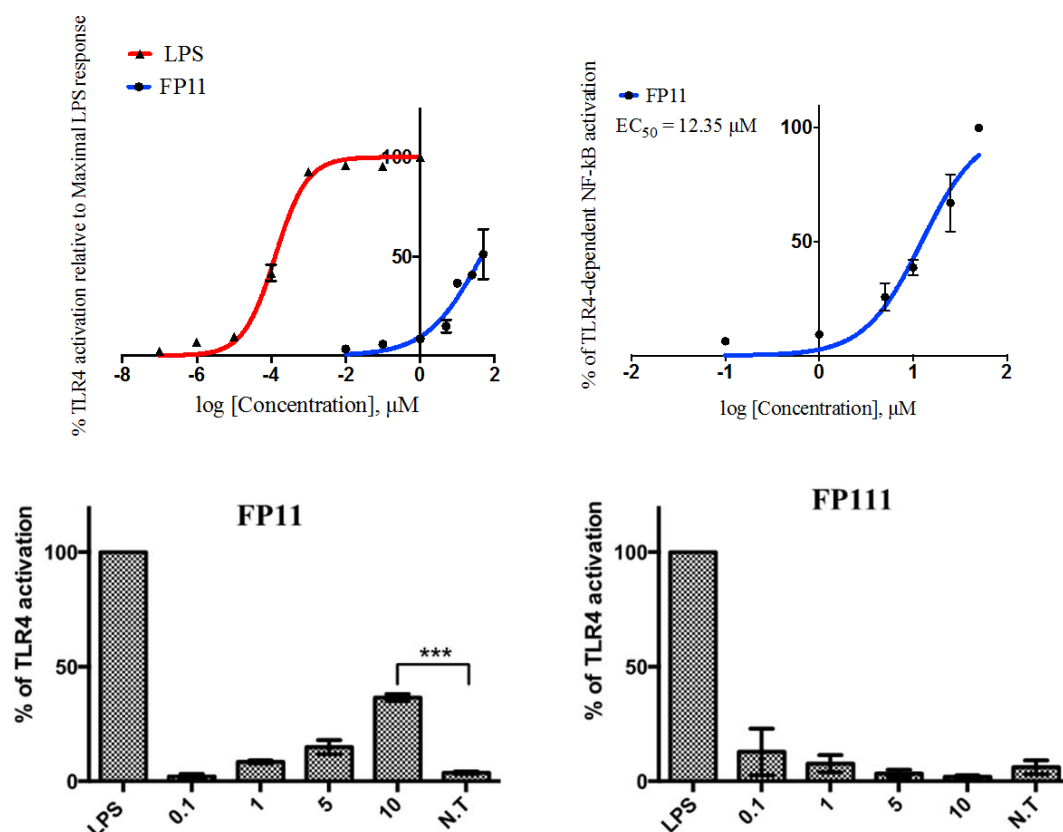 % TLR4 activation relative to Maximal LPS response
LPS
FP11
100
50
-8 -6 -4 -2 0 2
log [Concentration], μM
% of TLR4-dependent NF-kB activation
FP11
EC50 = 12.35 μM
100
50
-2 -1 0 1 2
log [Concentration], μM
FP11
% of TLR4 activation
100
50
0
***
LPS 0.1 1 5 10 N.T
FP111
% of TLR4 activation
100
50
0
LPS 0.1 1 5 10 N.T